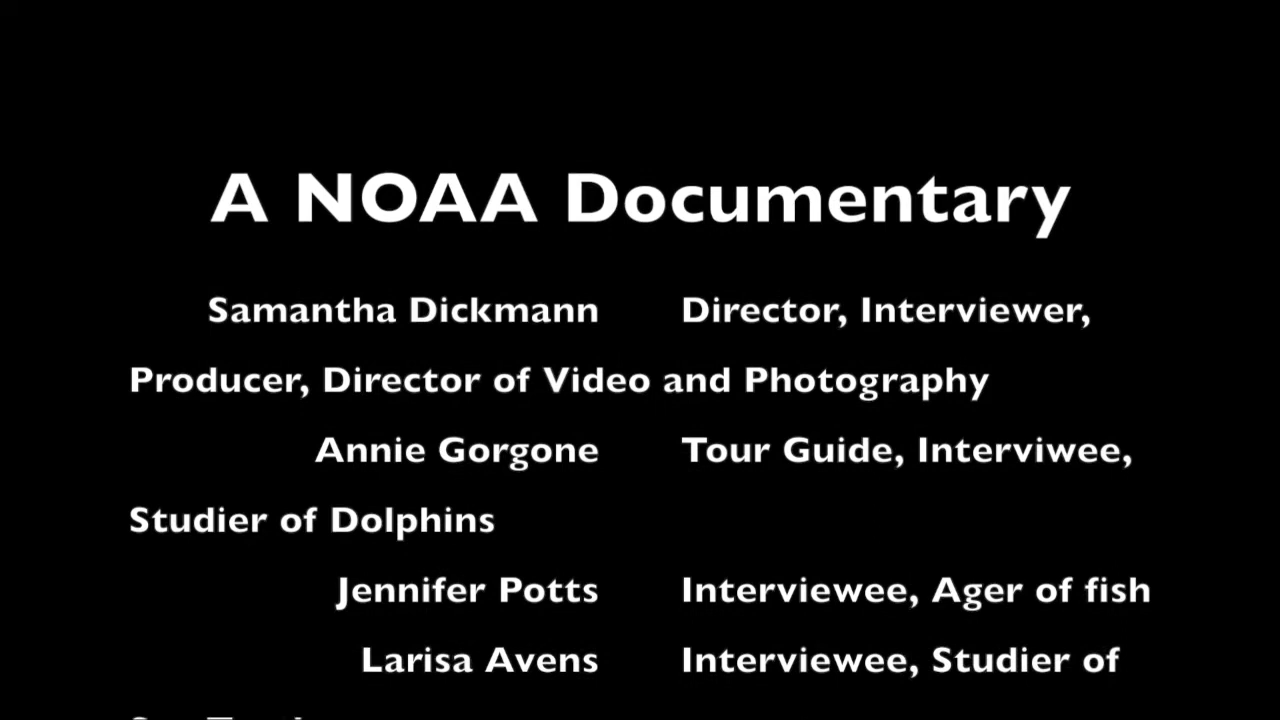 A NOAA Documentary
Samantha Dickmann Director, Interviewer,
Producer, Director of Video and Photography
Annie Gorgone Tour Guide, Interviwee,
Studier of Dolphins
Jennifer Potts Interviewee, Ager of fish
Larisa Avens Interviewee, Studier of